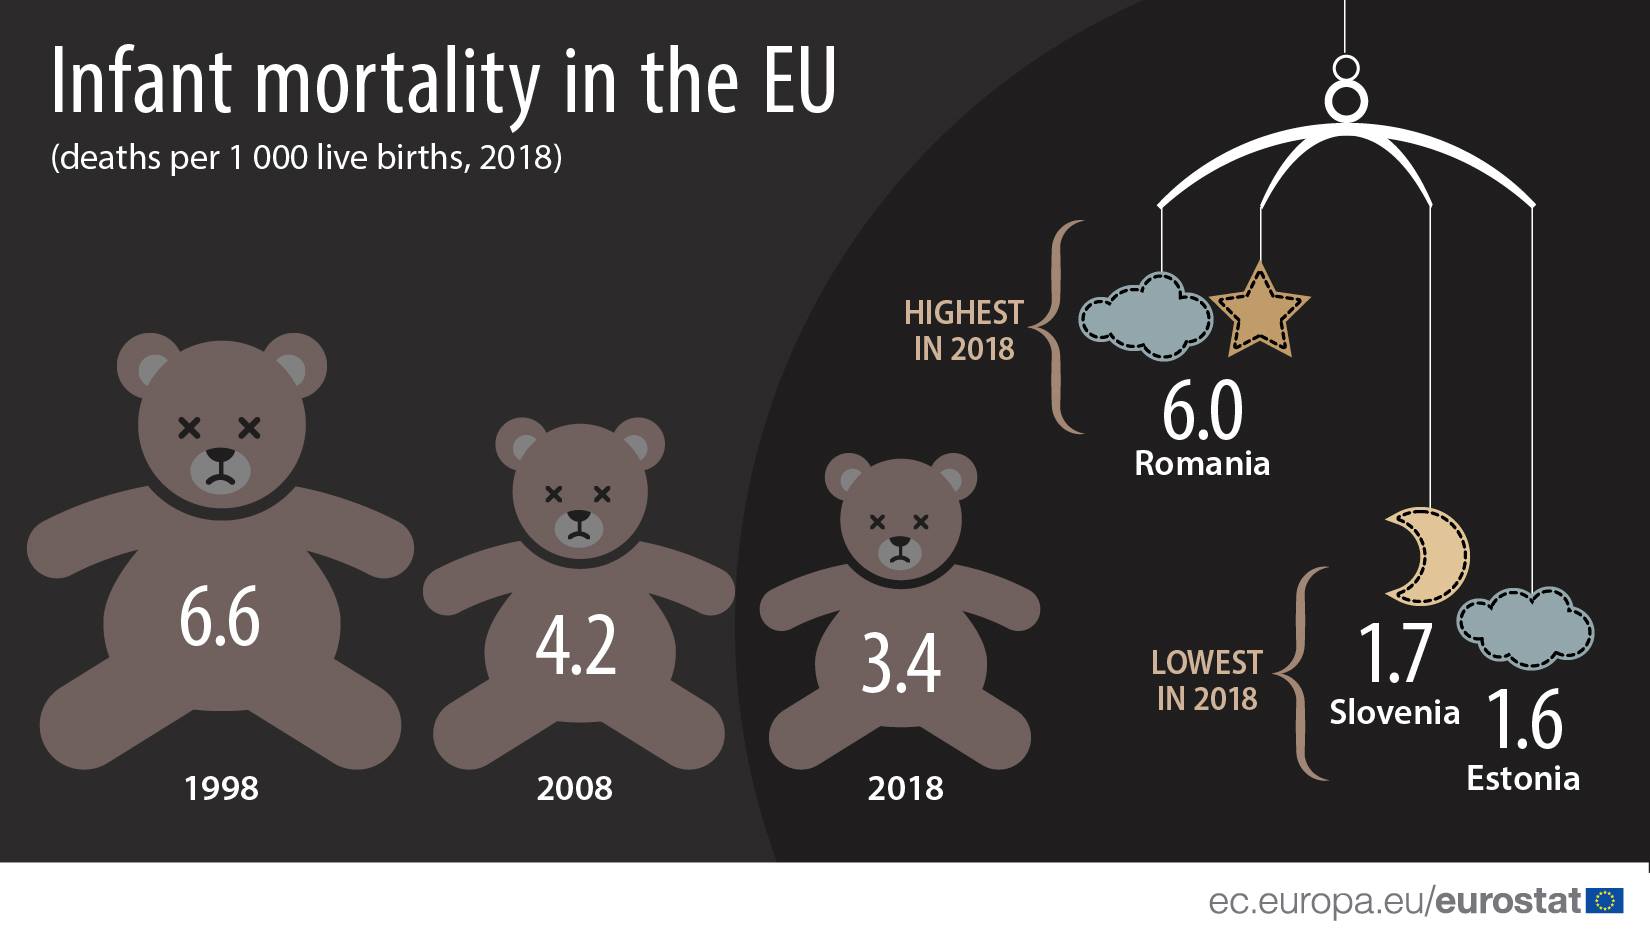 Infant mortality in the EU
(deaths per 1 000 live births, 2018)
6.6
1998
4.2
2008
3.4
2018
HIGHEST
IN 2018
6.0
Romania
LOWEST
IN 2018
1.7
Slovenia
1.6
Estonia
ec.europa.eu/eurostat